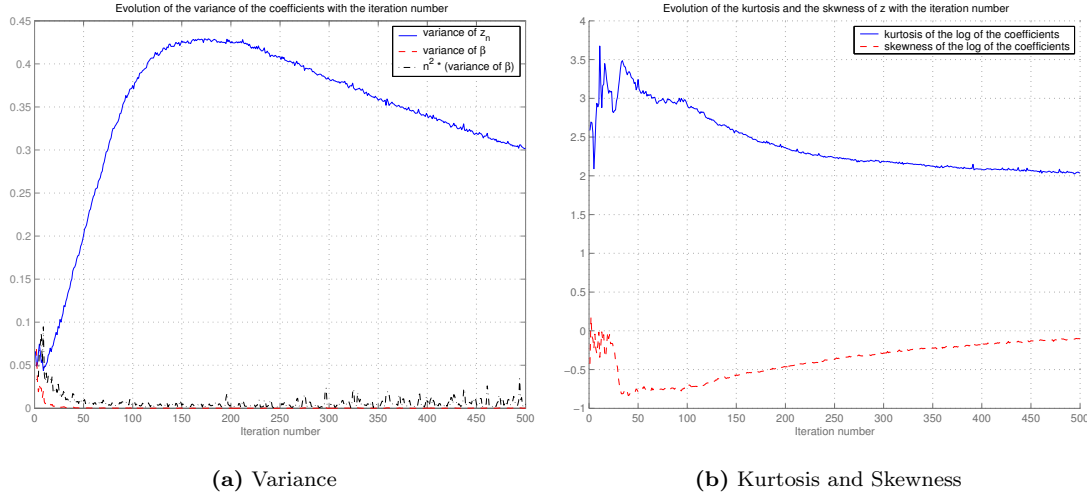 Evolution of the variance of the coefficients with the iteration number
0.45
0.4
0.35
0.3
0.25
0.2
0.15
0.1
0.05
0
variance of z_n
variance of β
n² * (variance of β)
0 50 100 150 200 250 300 350 400 450 500
Iteration number
(a) Variance
Evolution of the kurtosis and the skwness of z with the iteration number
4
3.5
3
2.5
2
1.5
1
0.5
0
−0.5
−1
kurtosis of the log of the coefficients
skewness of the log of the coefficients
0 50 100 150 200 250 300 350 400 450 500
Iteration number
(b) Kurtosis and Skewness